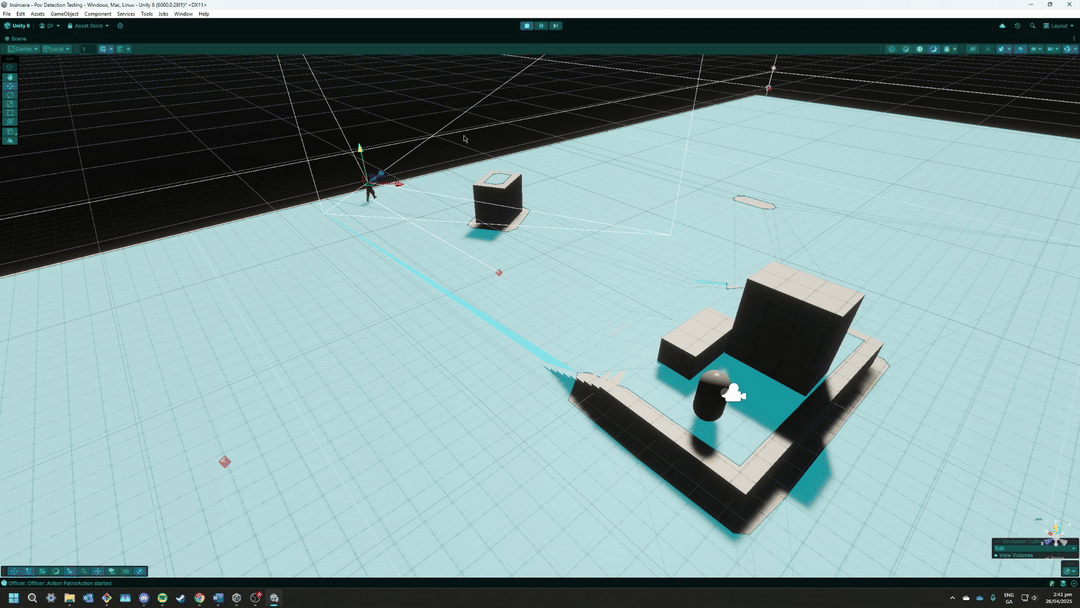 Insincera - Pov Detection Testing - Windows, Mac, Linux - Unity 6 (6000.0.28f1)* <DX11>
File Edit Assets GameObject Component Services Tools Jobs Window Help
Unity 6 DF Asset Store Layout
Scene
Center Local 1
Occlusion Culling
Edit
View Volumes
Officer: Officer: Action PatrolAction started
ENG
GA
2:41 pm
26/04/2025